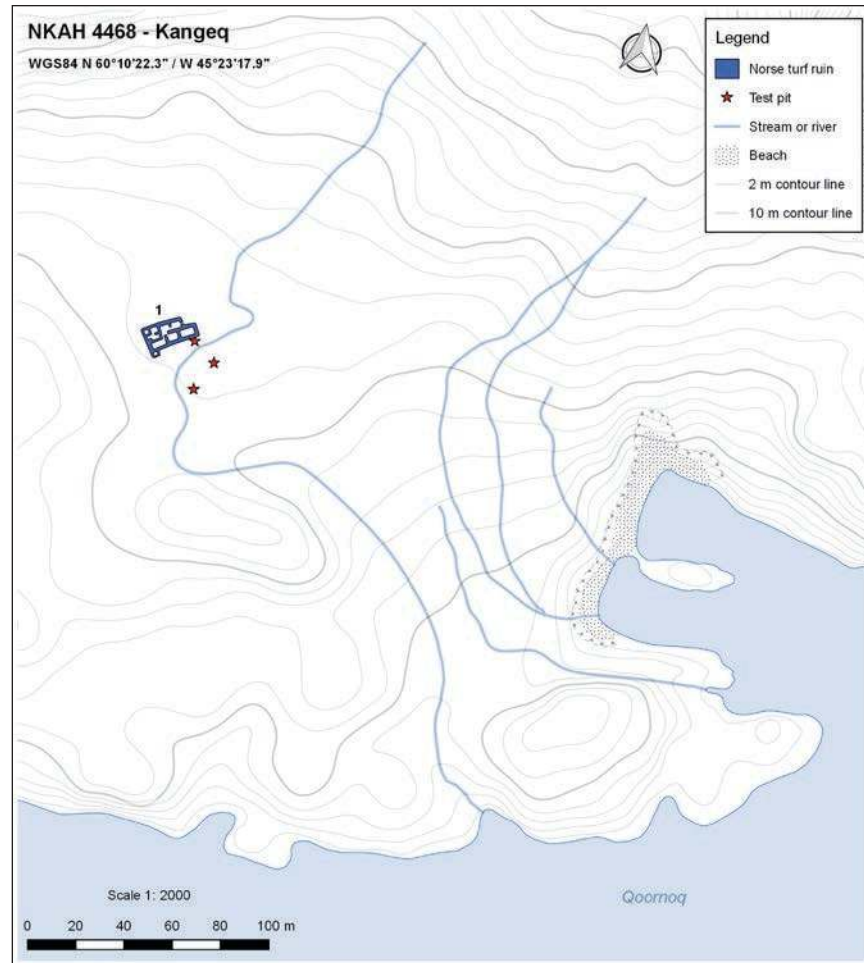 NKAH 4468 - Kangeq
WGS84 N 60°10'22.3" / W 45°23'17.9"
Legend
Norse turf ruin
Test pit
Stream or river
Beach
2 m contour line
10 m contour line
1
Qoornoq
Scale 1: 2000
0 20 40 60 80 100 m